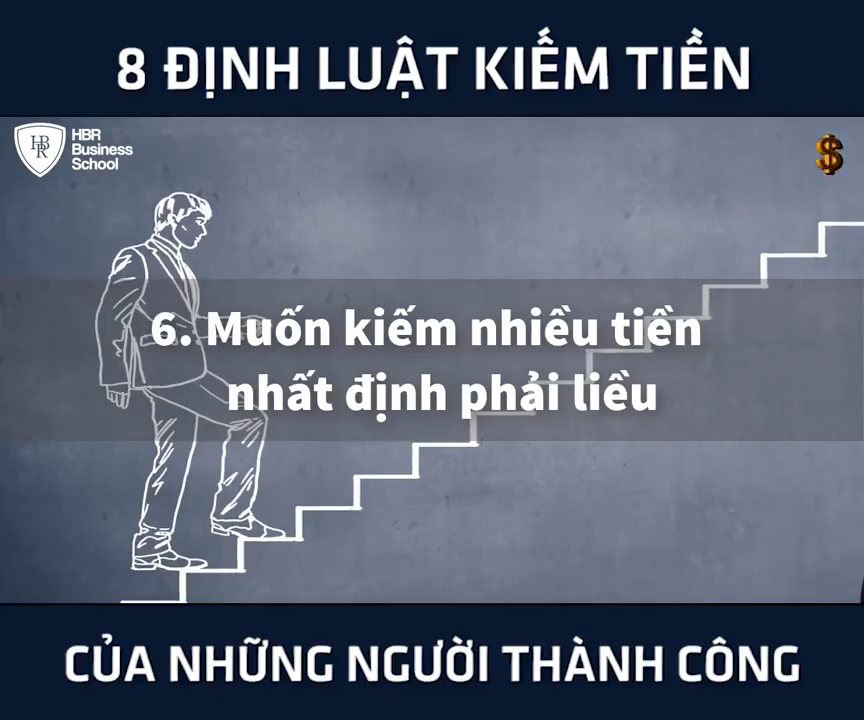 8 ĐỊNH LUẬT KIẾM TIỀN
HBR
HBR
Business
School
6. Muốn kiếm nhiều tiền
nhất định phải liều
CỦA NHỮNG NGƯỜI THÀNH CÔNG